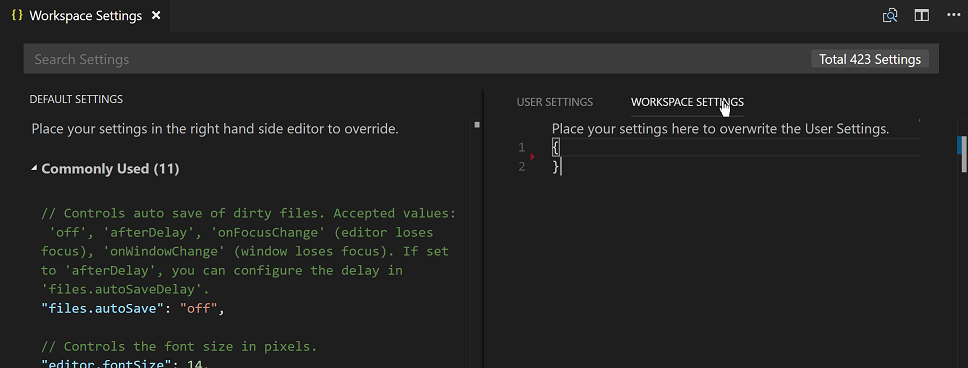 {} Workspace Settings ×
Search Settings
Total 423 Settings
DEFAULT SETTINGS
Place your settings in the right hand side editor to override.
Commonly Used (11)
// Controls auto save of dirty files. Accepted values:
'off', 'afterDelay', 'onFocusChange' (editor loses
focus), 'onWindowChange' (window loses focus). If set
to 'afterDelay', you can configure the delay in
'files.autoSaveDelay'.
"files.autoSave": "off",
// Controls the font size in pixels.
"editor.fontSize": 14,
USER SETTINGS
WORKSPACE SETTINGS
Place your settings here to overwrite the User Settings.
1 {
2 }